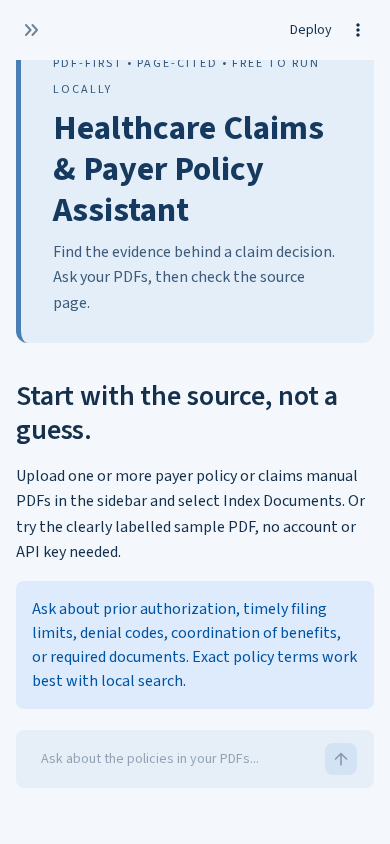 Deploy
PDF-FIRST • PAGE-CITED • FREE TO RUN
LOCALLY
Healthcare Claims
& Payer Policy
Assistant
Find the evidence behind a claim decision.
Ask your PDFs, then check the source
page.
Start with the source, not a
guess.
Upload one or more payer policy or claims manual
PDFs in the sidebar and select Index Documents. Or
try the clearly labelled sample PDF, no account or
API key needed.
Ask about prior authorization, timely filing
limits, denial codes, coordination of benefits,
or required documents. Exact policy terms work
best with local search.
Ask about the policies in your PDFs...